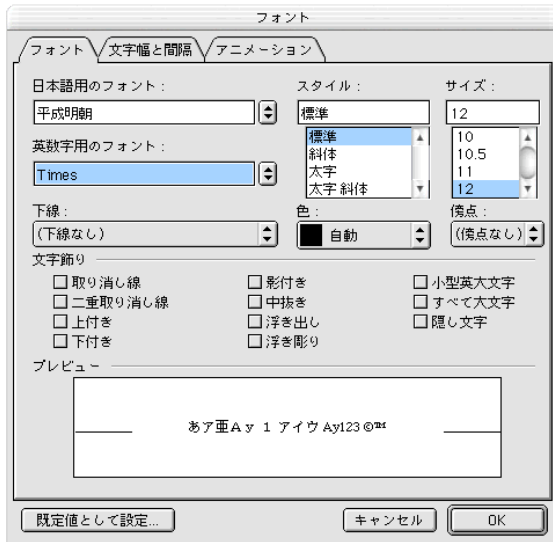 フォント
フォント 文字幅と間隔 アニメーション
日本語用のフォント: スタイル: サイズ:
平成明朝 標準 12
標準 10
斜体 10.5
太字 11
太字 斜体 12
英数字用のフォント:
Times
下線: 色: 傍点:
(下線なし) 自動 (傍点なし)
文字飾り
取り消し線 影付き 小型英大文字
二重取り消し線 中抜き すべて大文字
上付き 浮き出し 隠し文字
下付き 浮き彫り
プレビュー
あア亜Ay 1 アイウ Ay123©™
既定値として設定... キャンセル OK